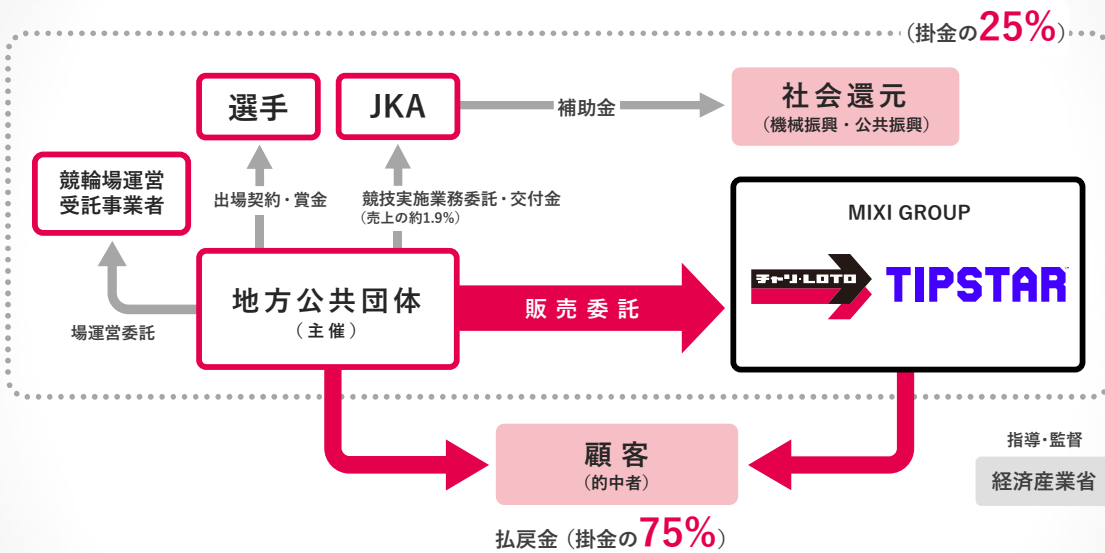 (掛金の25%)
選手
JKA
補助金
社会還元
(機械振興・公共振興)
競輪場運営
受託事業者
出場契約・賞金
競技実施業務委託・交付金
(売上の約1.9%)
MIXI GROUP
チャリ・LOTO
TIPSTAR
地方公共団体
(主催)
販売委託
場運営委託
顧客
(的中者)
指導・監督
経済産業省
払戻金(掛金の75%)